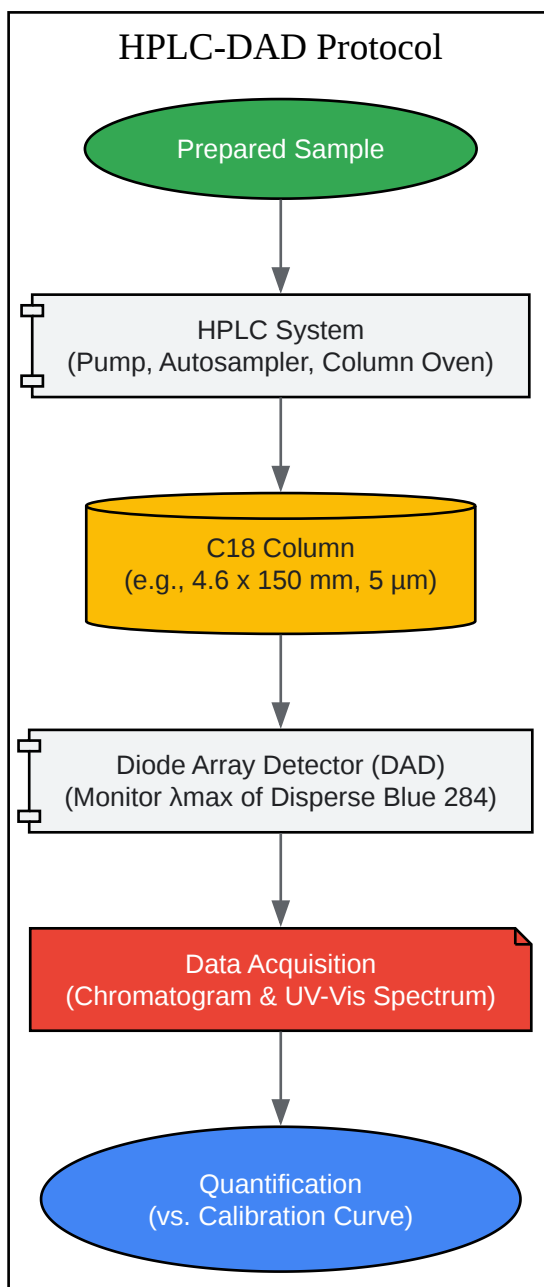 HPLC-DAD Protocol
Prepared Sample
HPLC System
(Pump, Autosampler, Column Oven)
C18 Column
(e.g., 4.6 x 150 mm, 5 µm)
Diode Array Detector (DAD)
(Monitor λmax of Disperse Blue 284)
Data Acquisition
(Chromatogram & UV-Vis Spectrum)
Quantification
(vs. Calibration Curve)